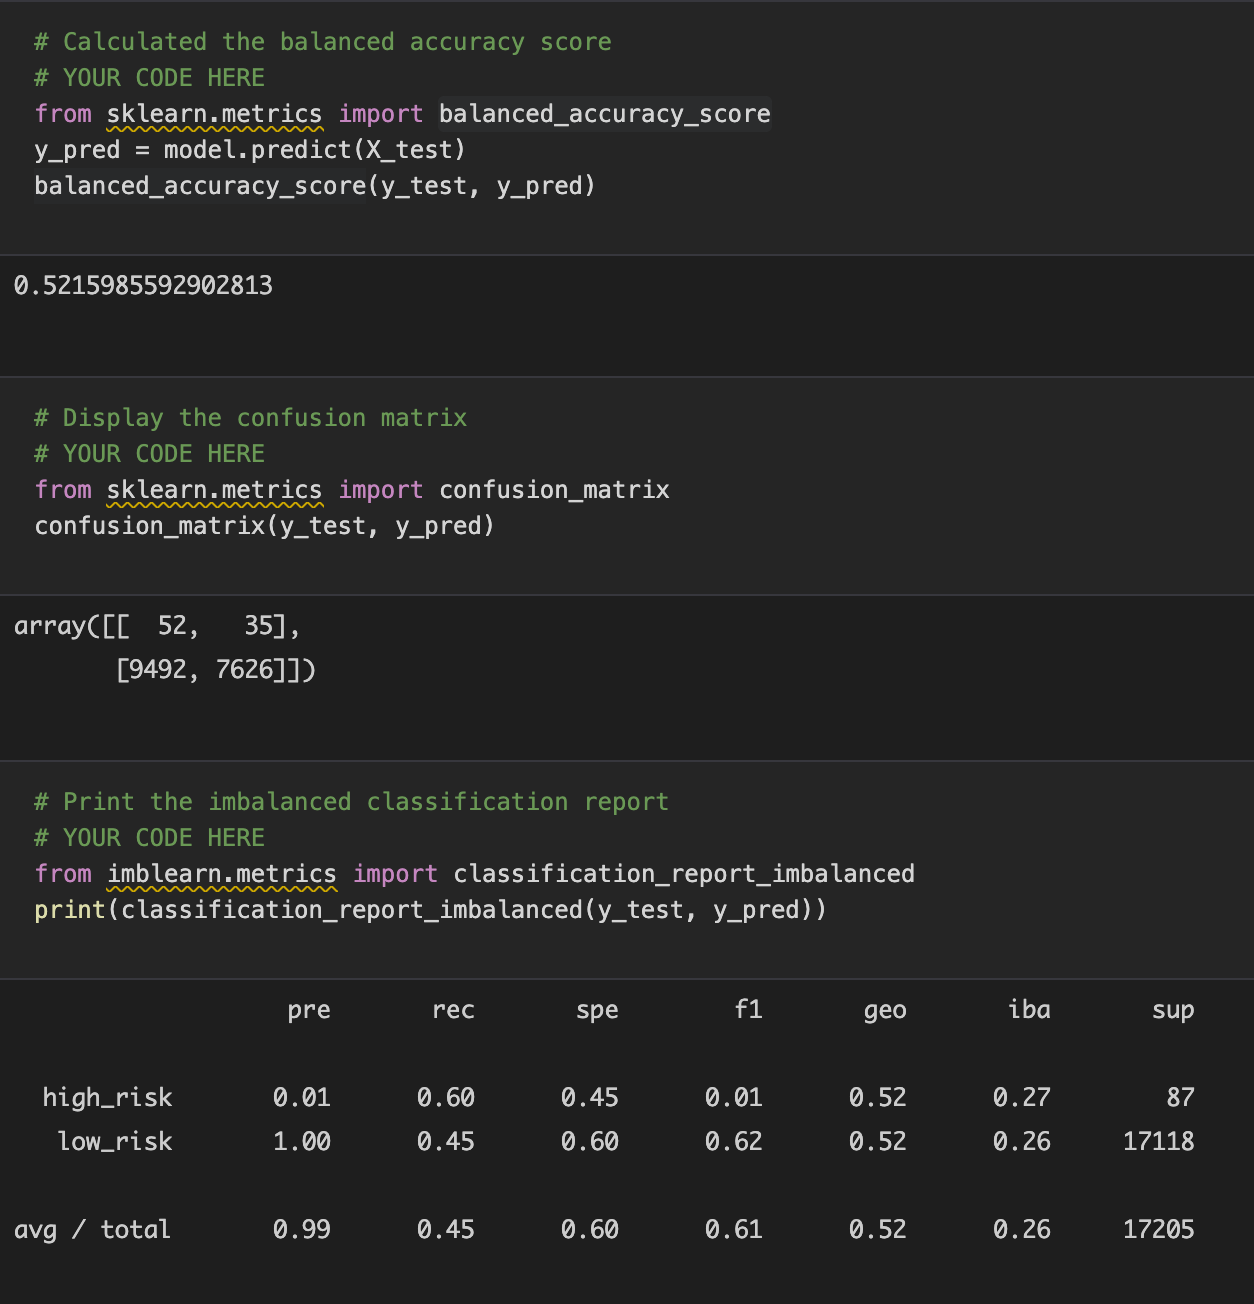 # Calculated the balanced accuracy score
# YOUR CODE HERE
from sklearn.metrics import balanced_accuracy_score
y_pred = model.predict(X_test)
balanced_accuracy_score(y_test, y_pred)
0.5215985592902813
# Display the confusion matrix
# YOUR CODE HERE
from sklearn.metrics import confusion_matrix
confusion_matrix(y_test, y_pred)
array([[  52,   35],
       [9492, 7626]])
# Print the imbalanced classification report
# YOUR CODE HERE
from imblearn.metrics import classification_report_imbalanced
print(classification_report_imbalanced(y_test, y_pred))
                   pre       rec       spe        f1       geo       iba       sup
  high_risk       0.01      0.60      0.45      0.01      0.52      0.27        87
   low_risk       1.00      0.45      0.60      0.62      0.52      0.26     17118
avg / total       0.99      0.45      0.60      0.61      0.52      0.26     17205